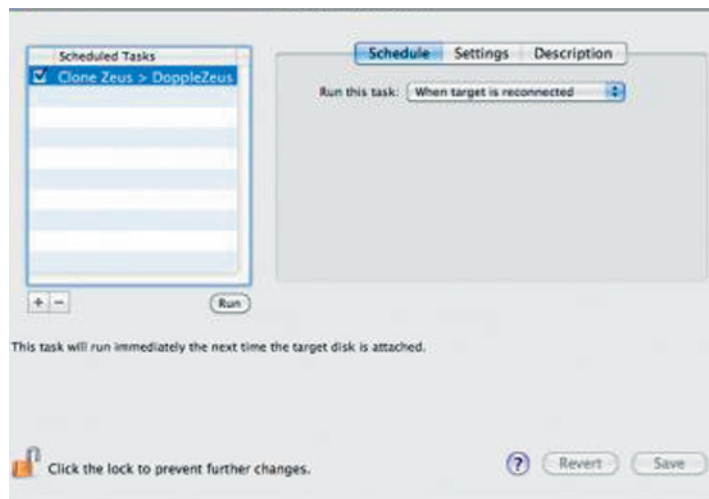 Scheduled Tasks
Clone Zeus > DoppleZeus
Schedule Settings Description
Run this task: When target is reconnected
+ -
Run
This task will run immediately the next time the target disk is attached.
Click the lock to prevent further changes.
? Revert Save